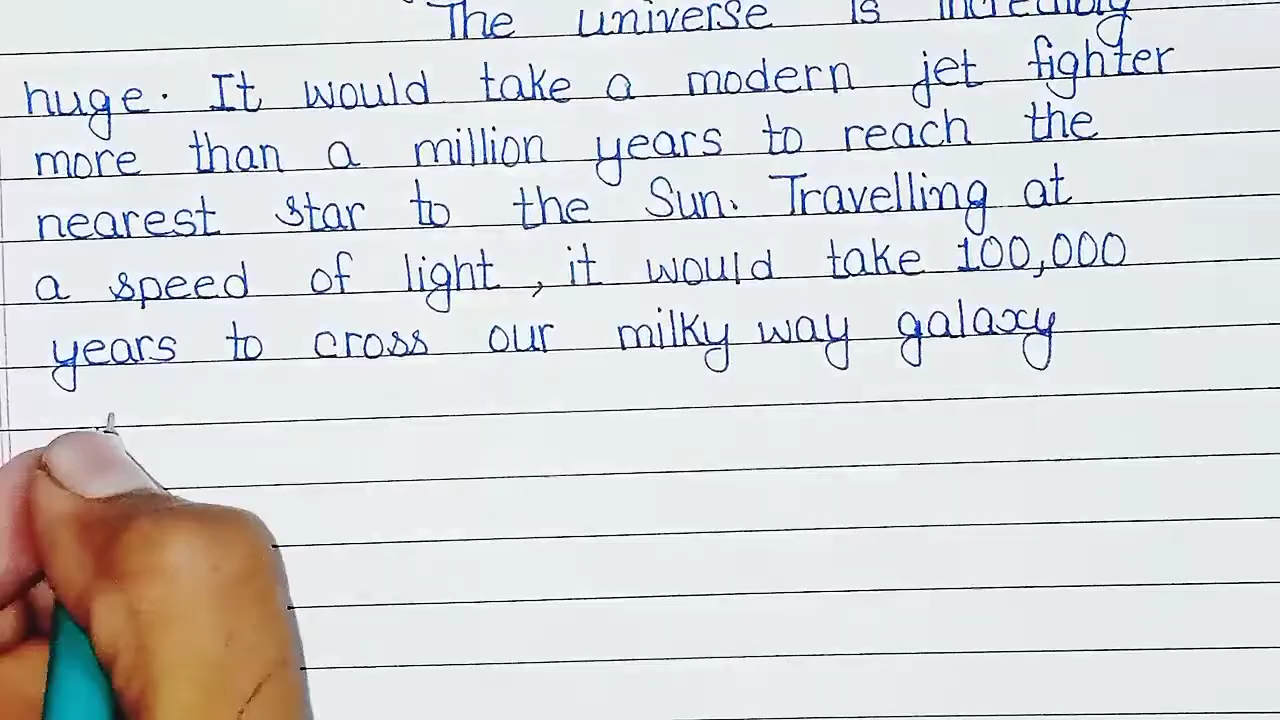 The universe is incredibly
huge. It would take a modern jet fighter
more than a million years to reach the
nearest star to the Sun. Travelling at
a speed of light, it would take 100,000
years to cross our milky way galaxy